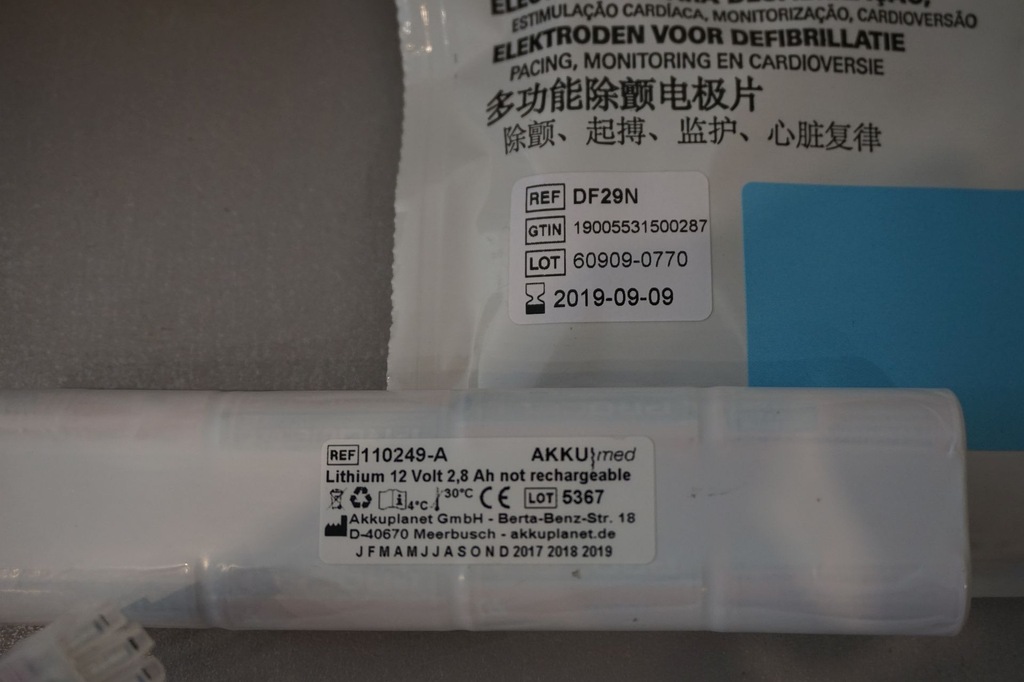 ESTIMULAÇÃO CARDÍACA, MONITORIZAÇÃO, CARDIOVERSÃO
ELEKTRODEN VOOR DEFIBRILLATIE
PACING, MONITORING EN CARDIOVERSIE
多功能除颤电极片
除颤、起搏、监护、心脏复律
REF DF29N
GTIN 19005531500287
LOT 60909-0770
2019-09-09
REF 110249-A AKKU med
Lithium 12 Volt 2,8 Ah not rechargeable
4°C 30°C CE LOT 5367
Akkuplanet GmbH - Berta-Benz-Str. 18
D-40670 Meerbusch - akkuplanet.de
J F M A M J J A S O N D 2017 2018 2019